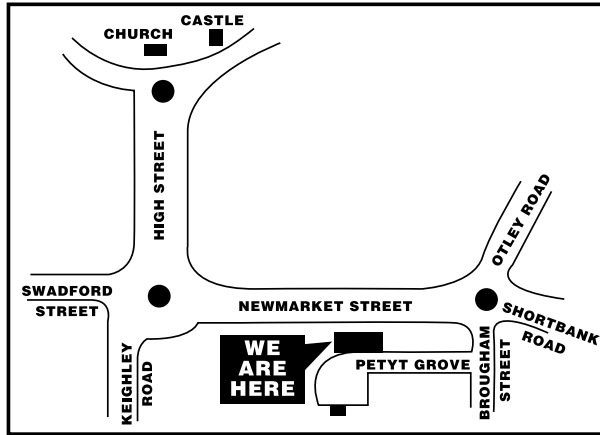 CASTLE
CHURCH
HIGH STREET
OTLEY ROAD
SWADFORD
STREET
NEWMARKET STREET
SHORTBANK
ROAD
WE
ARE
HERE
PETYT GROVE
KEIGHLEY
ROAD
BROUGHAM
STREET